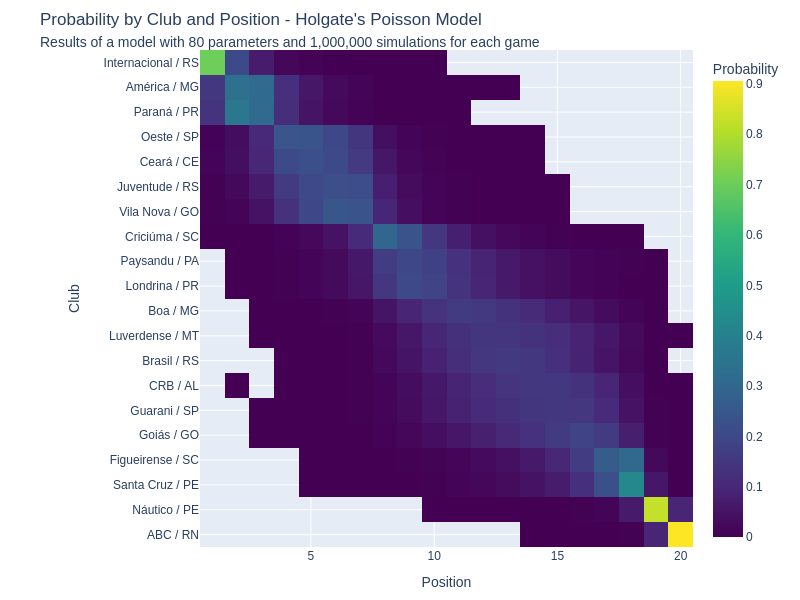 Probability by Club and Position - Holgate's Poisson Model
Results of a model with 80 parameters and 1,000,000 simulations for each game
Probability
Internacional / RS
América / MG
Paraná / PR
Oeste / SP
Ceará / CE
Juventude / RS
Vila Nova / GO
Criciúma / SC
Paysandu / PA
Londrina / PR
Boa / MG
Luverdense / MT
Brasil / RS
CRB / AL
Guarani / SP
Goiás / GO
Figueirense / SC
Santa Cruz / PE
Náutico / PE
ABC / RN
Club
5
10
15
20
Position
0.9
0.8
0.7
0.6
0.5
0.4
0.3
0.2
0.1
0